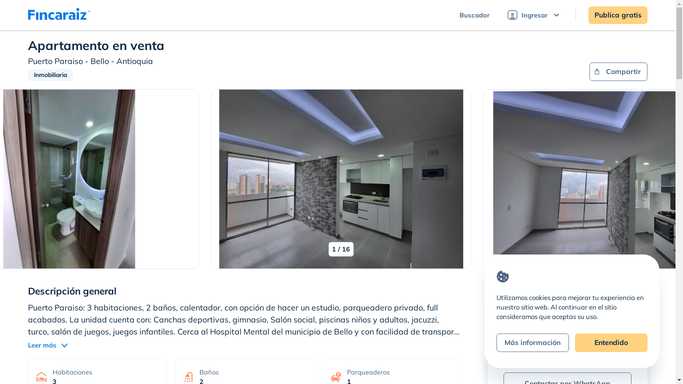 Fincaraiz
Buscador
Ingresar
Publica gratis
Apartamento en venta
Puerto Paraiso - Bello - Antioquia
Inmobiliaria
Compartir
1 / 16
Descripción general
Puerto Paraiso: 3 habitaciones, 2 baños, calentador, con opción de hacer un estudio, parqueadero privado, full
acabados. La unidad cuenta con: Canchas deportivas, gimnasio, Salón social, piscinas niños y adultos, jacuzzi,
turco, salón de juegos, juegos infantiles. Cerca al Hospital Mental del municipio de Bello y con facilidad de transpor...
Leer más
Habitaciones
3
Baños
2
Parqueaderos
1
Utilizamos cookies para mejorar tu experiencia en
nuestro sitio web. Al continuar en el sitio
consideramos que aceptas su uso.
Más información
Entendido
Contactar por WhatsApp